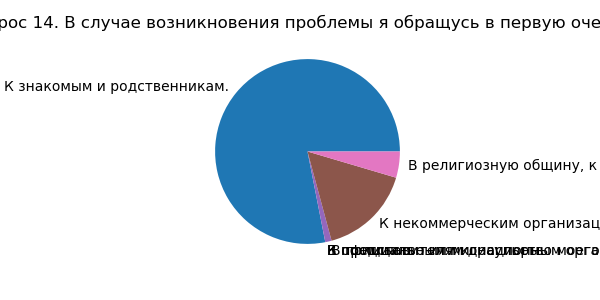 рос 14. В случае возникновения проблемы я обращусь в первую оче
К знакомым и родственникам.
В религиозную общину, к
К некоммерческим организац